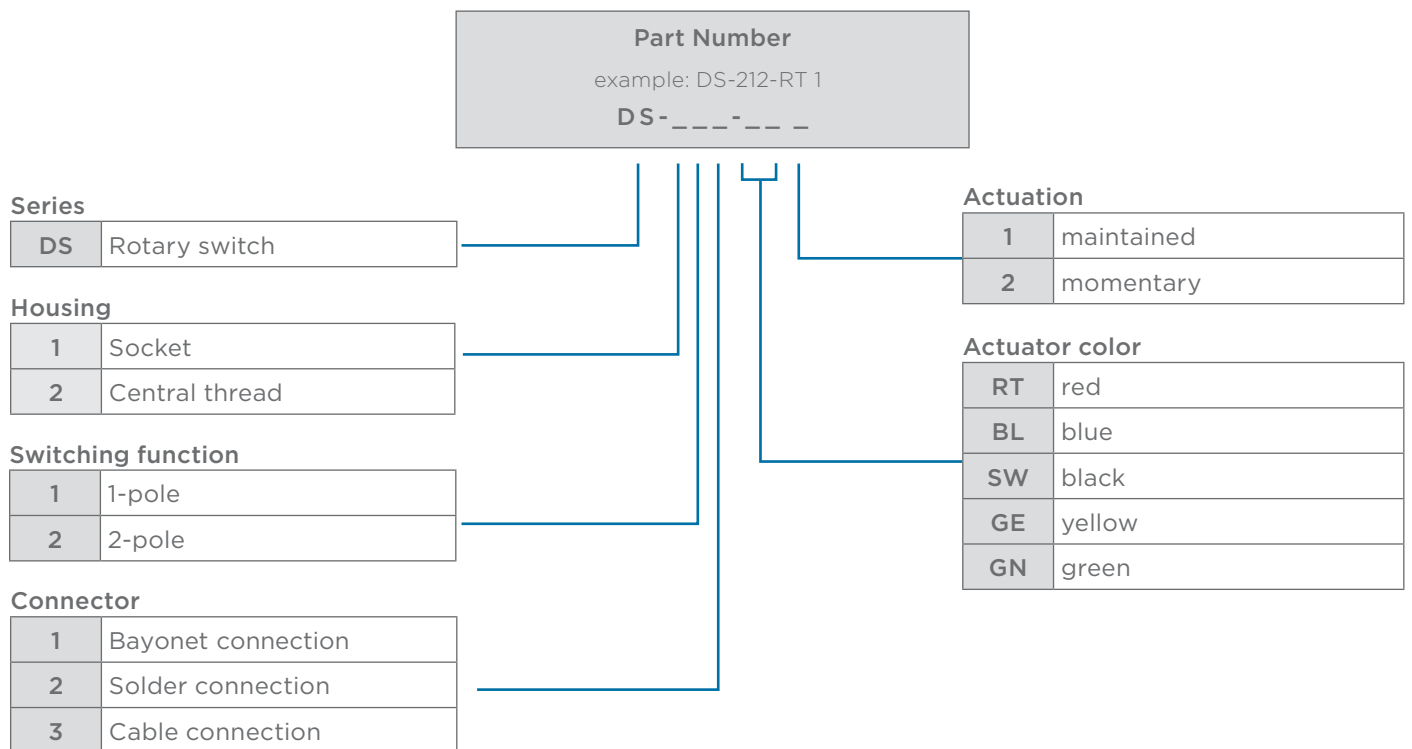 Part Number
example: DS-212-RT 1
DS-___-__ _
Series
DS Rotary switch
Housing
1 Socket
2 Central thread
Switching function
1 1-pole
2 2-pole
Connector
1 Bayonet connection
2 Solder connection
3 Cable connection
Actuation
1 maintained
2 momentary
Actuator color
RT red
BL blue
SW black
GE yellow
GN green